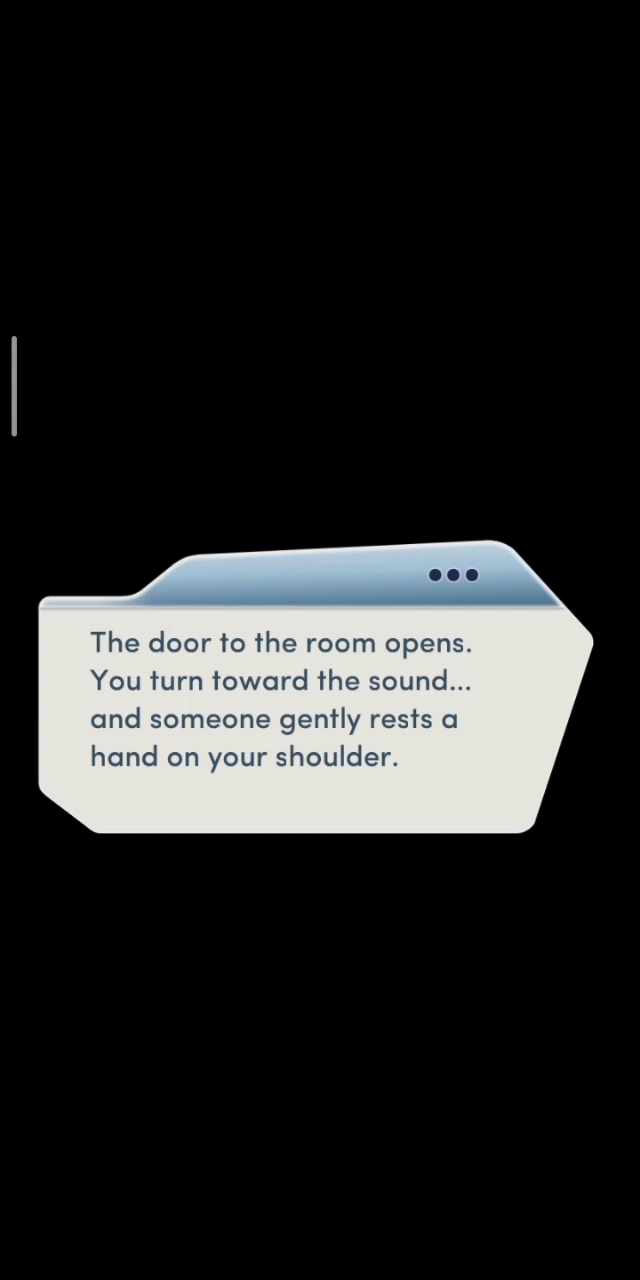 The door to the room opens.
You turn toward the sound...
and someone gently rests a
hand on your shoulder.